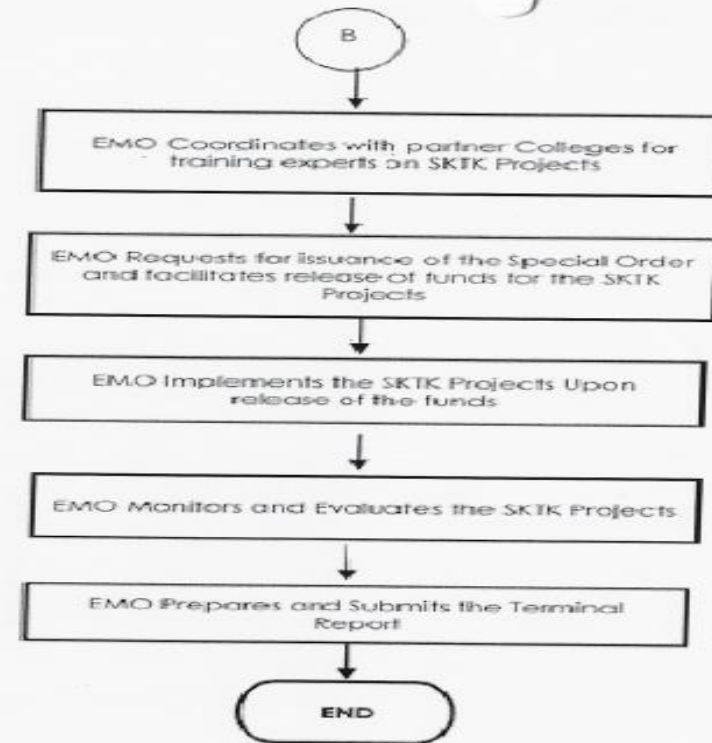 B
EMO Coordinates with partner Colleges for
training experts on SKTK Projects
EMO Requests for issuance of the Special Order
and facilitates release of funds for the SKTK
Projects
EMO Implements the SKTK Projects Upon
release of the funds
EMO Monitors and Evaluates the SKTK Projects
EMO Prepares and Submits the Terminal
Report
END